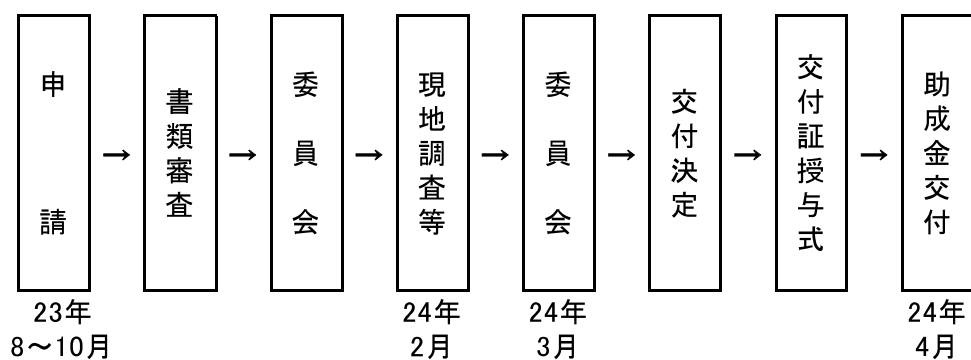 申請
→
書類審査
→
委員会
→
現地調査等
→
委員会
→
交付決定
→
交付証授与式
→
助成金交付
23年
8～10月
24年
2月
24年
3月
24年
4月